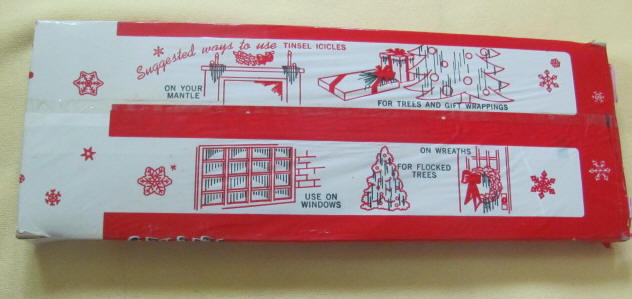 Suggested ways to use TINSEL ICICLES
ON YOUR
MANTLE
FOR TREES AND GIFT WRAPPINGS
ON WREATHS
FOR FLOCKED
TREES
USE ON
WINDOWS